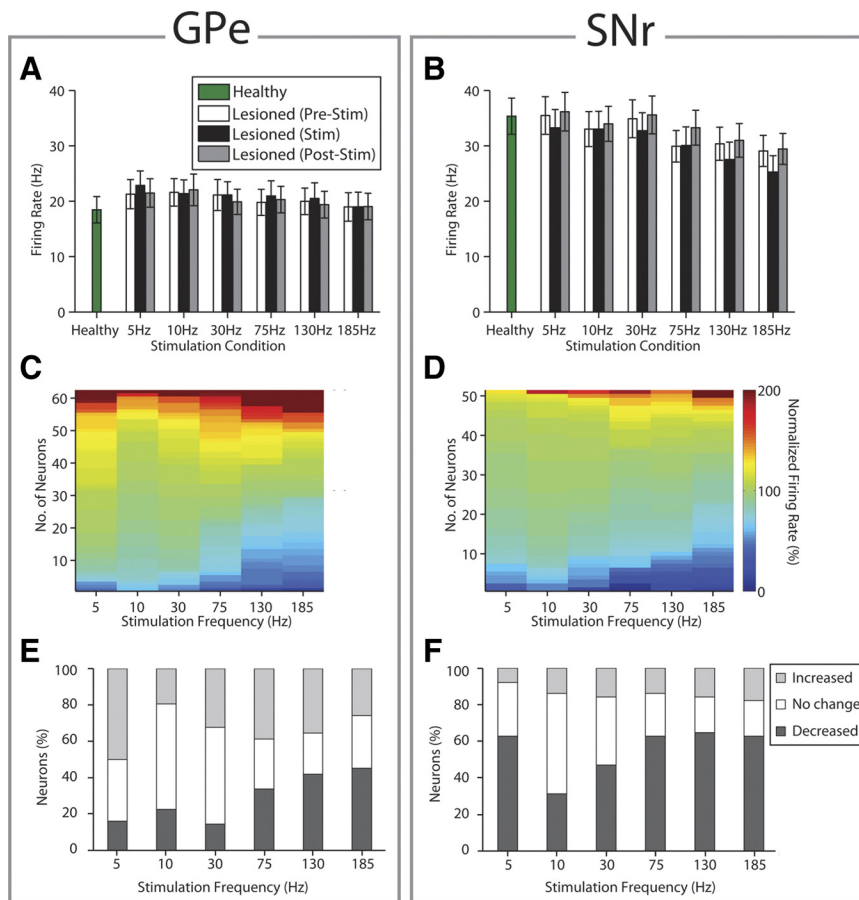 GPe
SNr
A
Healthy
Lesioned (Pre-Stim)
Lesioned (Stim)
Lesioned (Post-Stim)
40
30
20
10
0
Firing Rate (Hz)
Healthy 5Hz 10Hz 30Hz 75Hz 130Hz 185Hz
Stimulation Condition
B
40
30
20
10
0
Firing Rate (Hz)
Healthy 5Hz 10Hz 30Hz 75Hz 130Hz 185Hz
Stimulation Condition
C
60
50
40
30
20
10
No. of Neurons
5 10 30 75 130 185
Stimulation Frequency (Hz)
D
50
40
30
20
10
No. of Neurons
5 10 30 75 130 185
Stimulation Frequency (Hz)
200
100
0
Normalized Firing Rate (%)
E
100
80
60
40
20
0
Neurons (%)
5 10 30 75 130 185
Stimulation Frequency (Hz)
F
100
80
60
40
20
0
Neurons (%)
5 10 30 75 130 185
Stimulation Frequency (Hz)
Increased
No change
Decreased